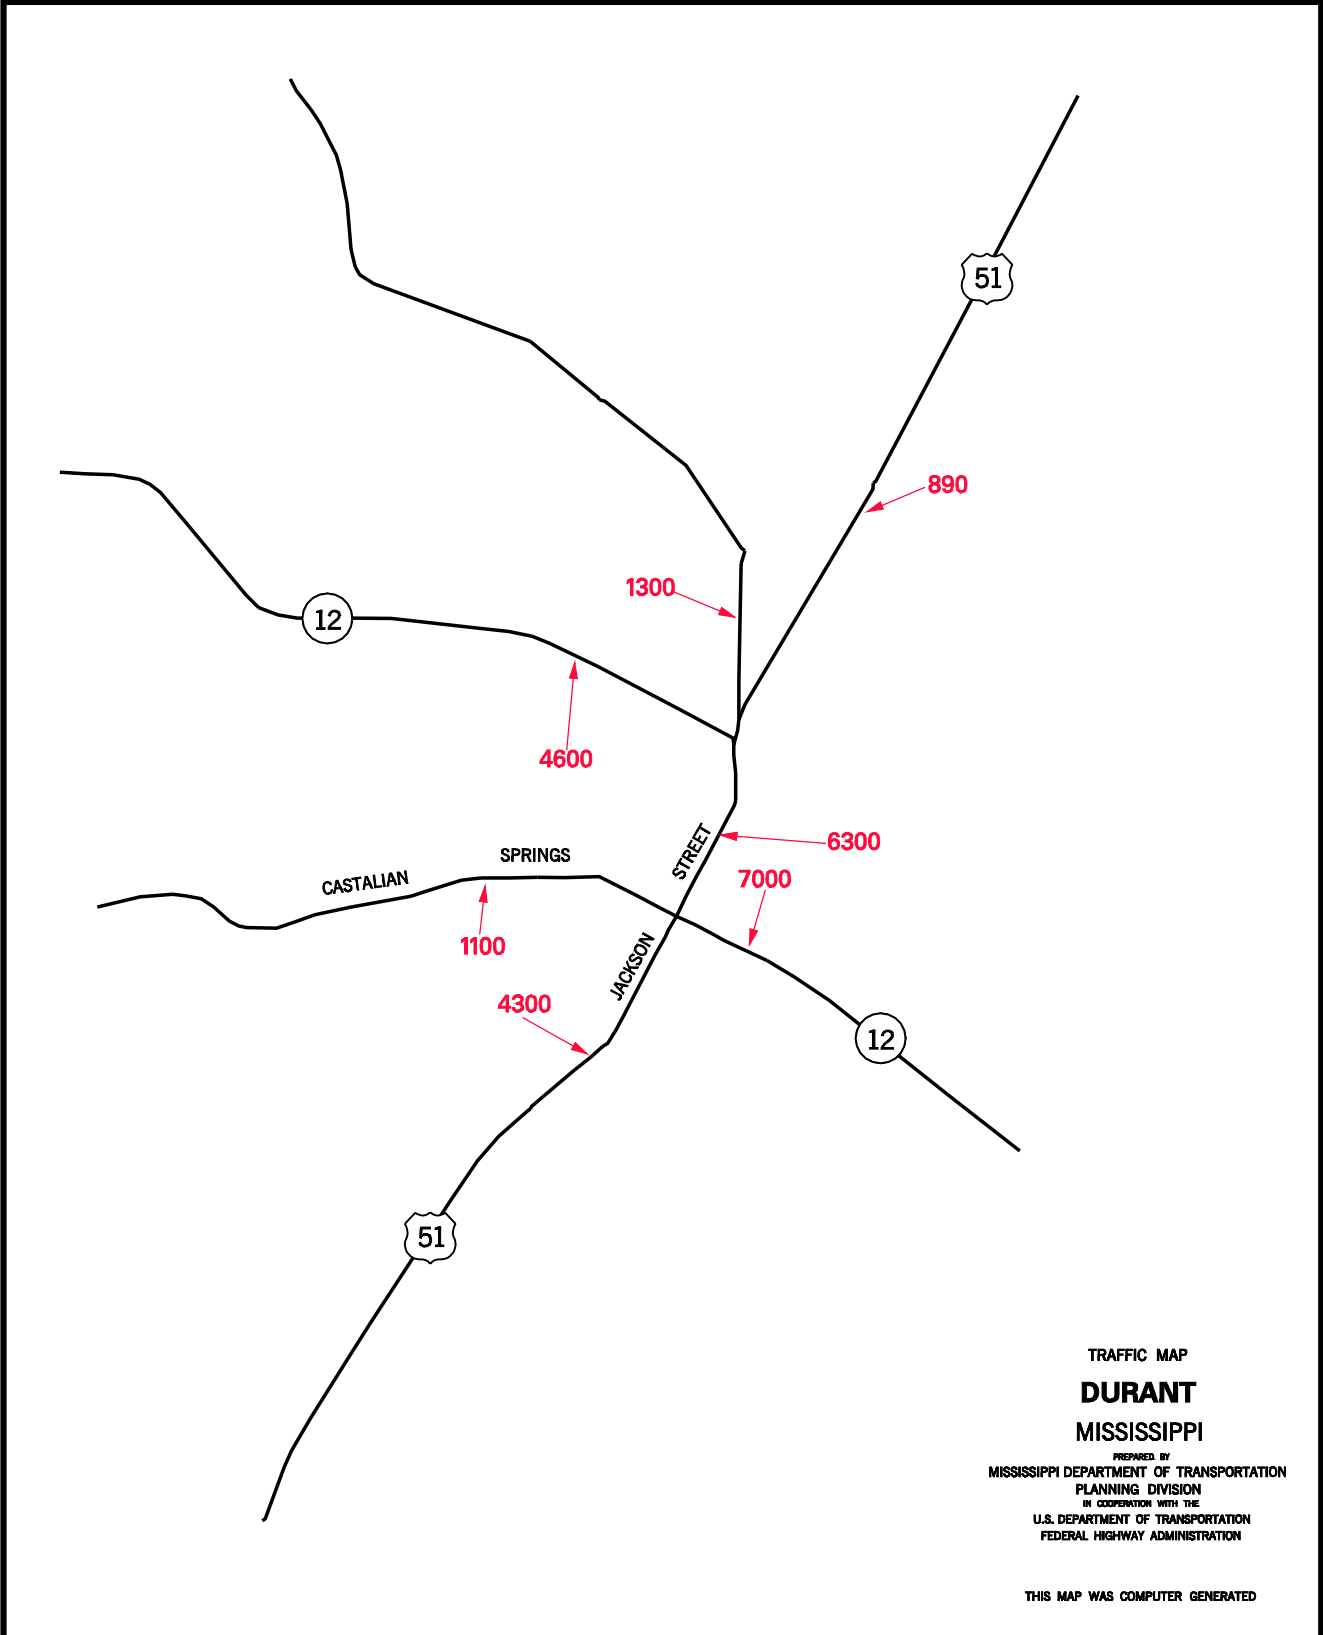 51
890
1300
12
4600
6300
STREET
SPRINGS
7000
CASTALIAN
1100
JACKSON
4300
12
51
TRAFFIC MAP
DURANT
MISSISSIPPI
PREPARED BY
MISSISSIPPI DEPARTMENT OF TRANSPORTATION
PLANNING DIVISION
IN COOPERATION WITH THE
U.S. DEPARTMENT OF TRANSPORTATION
FEDERAL HIGHWAY ADMINISTRATION
THIS MAP WAS COMPUTER GENERATED